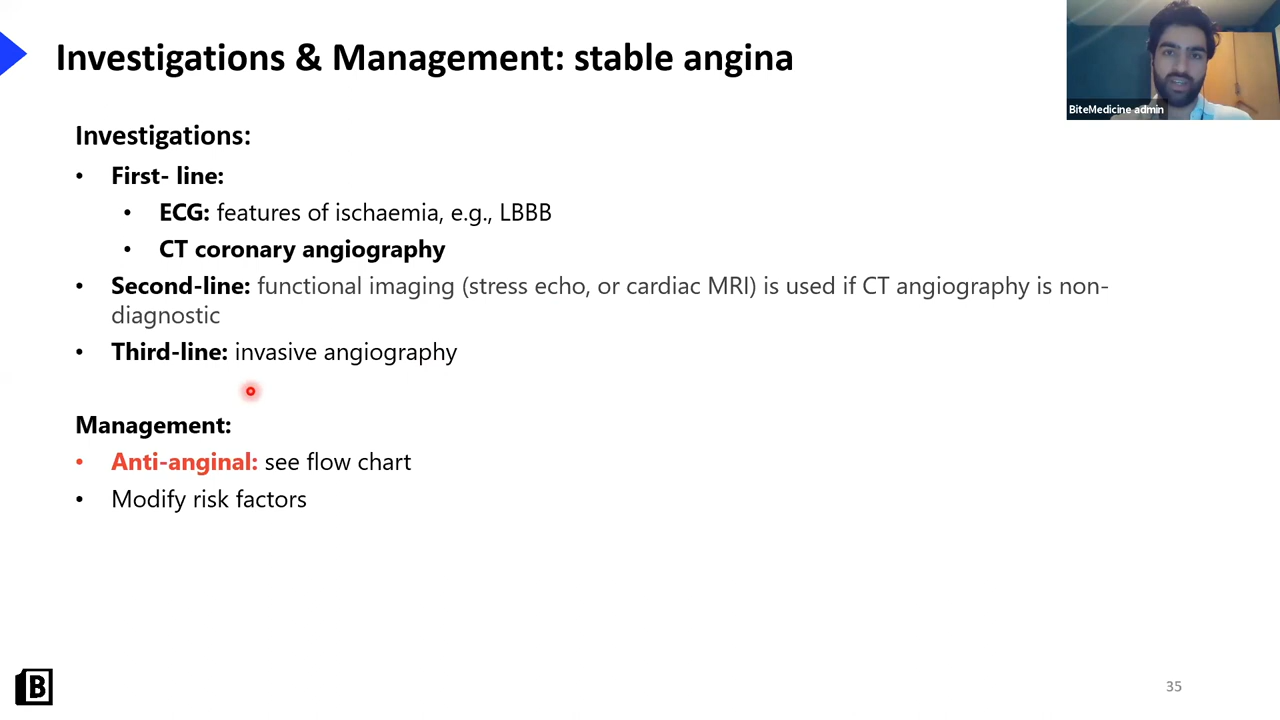 Investigations & Management: stable angina
BiteMedicine admin
Investigations:
• First- line:
• ECG: features of ischaemia, e.g., LBBB
• CT coronary angiography
• Second-line: functional imaging (stress echo, or cardiac MRI) is used if CT angiography is non-
diagnostic
• Third-line: invasive angiography
Management:
• Anti-anginal: see flow chart
• Modify risk factors
B
35